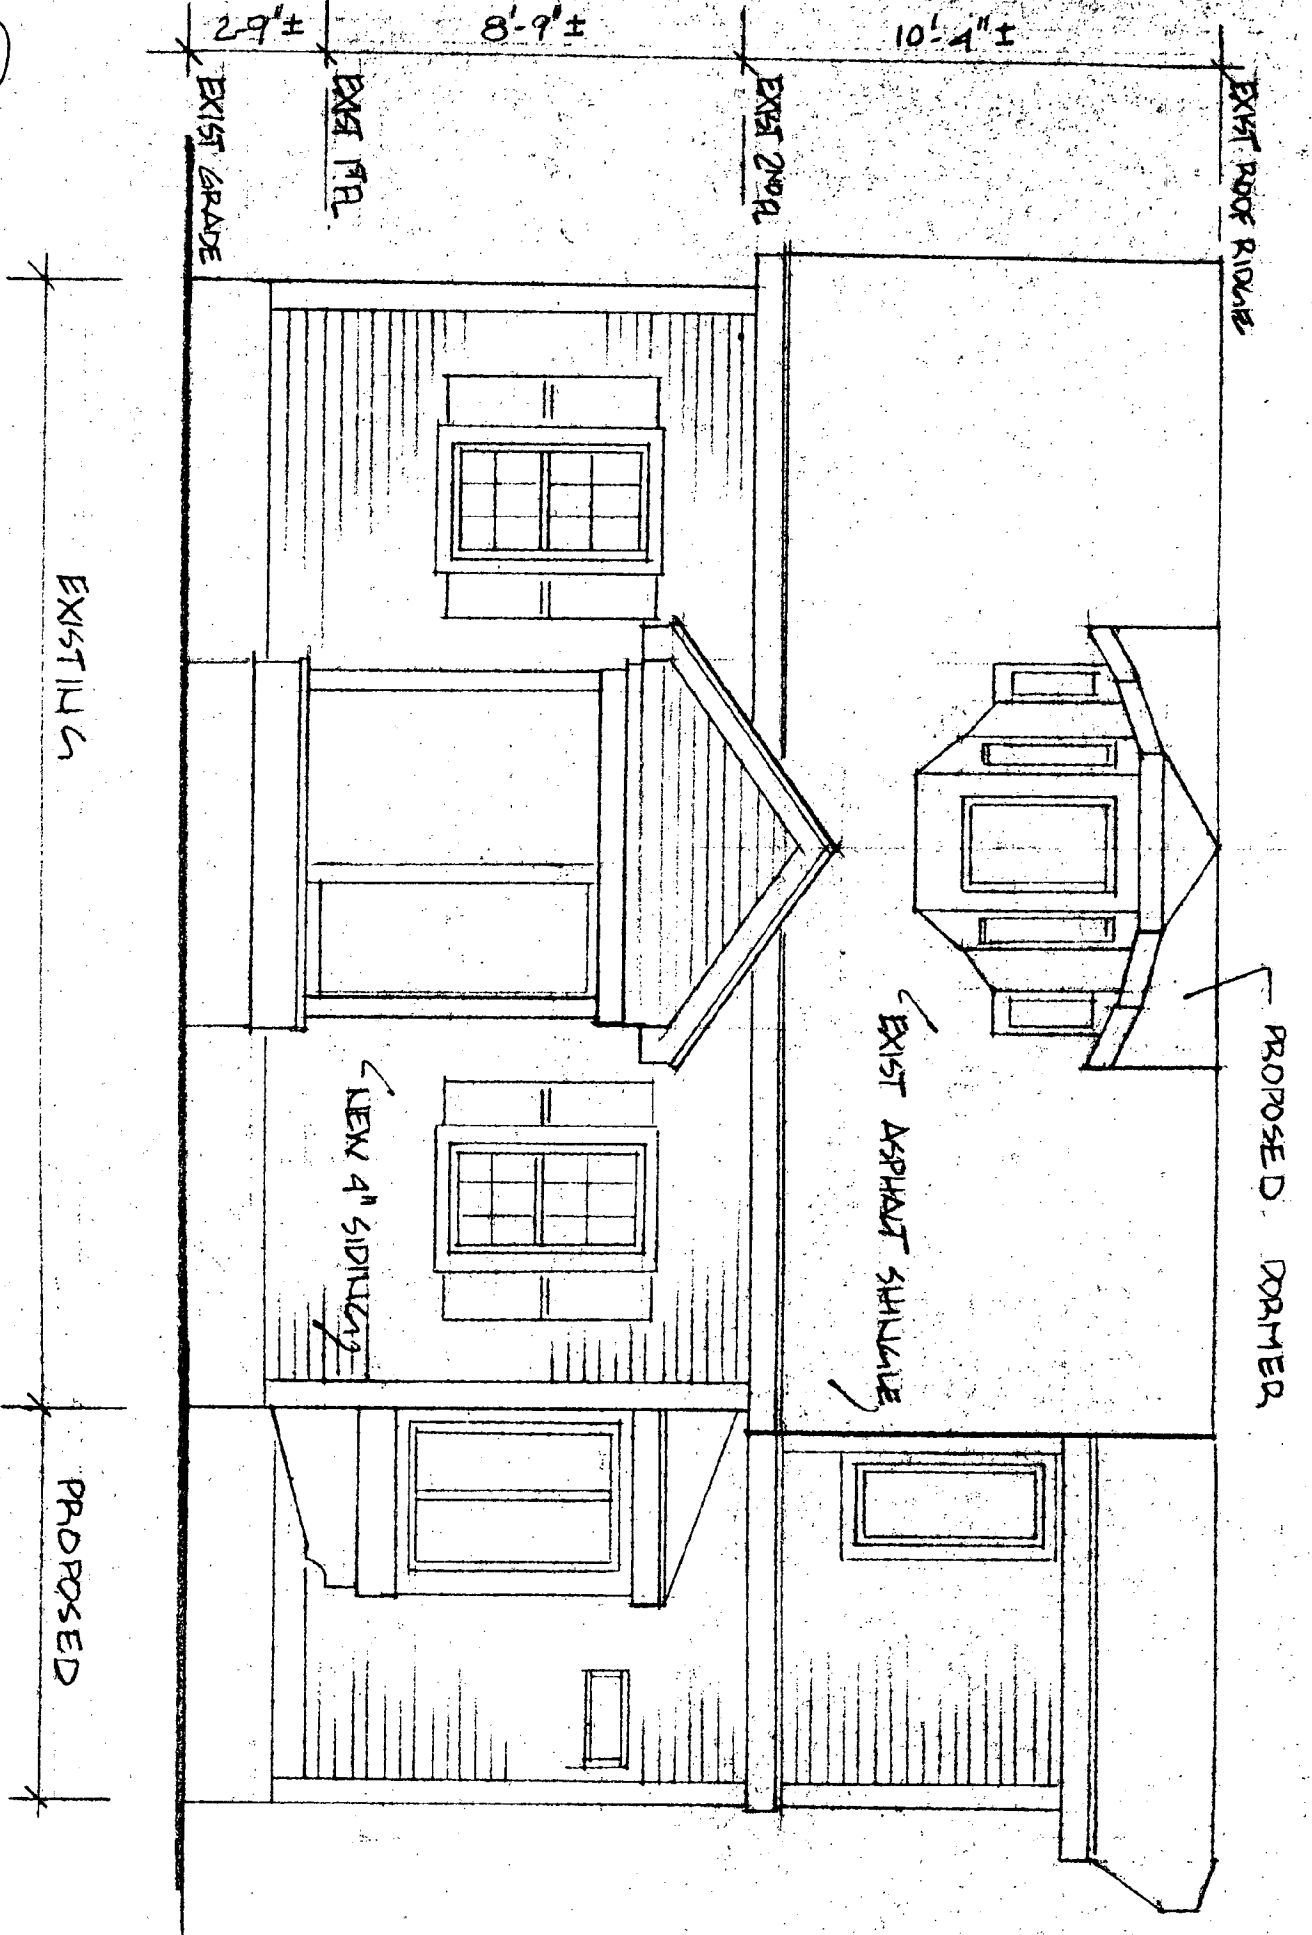 PROPOSED DORMER
EXIST ROOF RIDGE
10'-4"±
EXIST ASPHALT SHINGLE
EXIST 2ND FL
8'-9"±
NEW 4" SIDING
EXIST 1ST FL
2-9"±
EXIST GRADE
EXISTING
PROPOSED